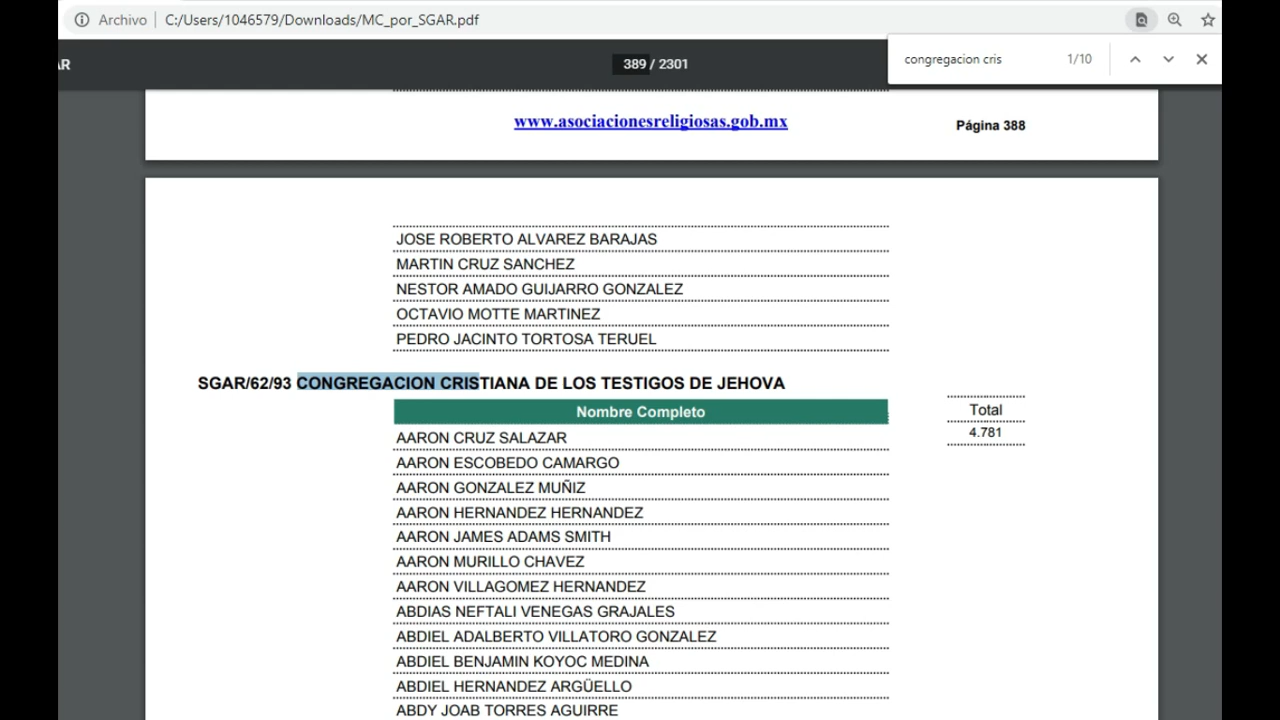 Archivo C:/Users/1046579/Downloads/MC_por_SGAR.pdf
congregacion cris 1/10
AR
389 / 2301
www.asociacionesreligiosas.gob.mx
Página 388
JOSE ROBERTO ALVAREZ BARAJAS
MARTIN CRUZ SANCHEZ
NESTOR AMADO GUIJARRO GONZALEZ
OCTAVIO MOTTE MARTINEZ
PEDRO JACINTO TORTOSA TERUEL
SGAR/62/93 CONGREGACION CRISTIANA DE LOS TESTIGOS DE JEHOVA
Nombre Completo
Total
4.781
AARON CRUZ SALAZAR
AARON ESCOBEDO CAMARGO
AARON GONZALEZ MUÑIZ
AARON HERNANDEZ HERNANDEZ
AARON JAMES ADAMS SMITH
AARON MURILLO CHAVEZ
AARON VILLAGOMEZ HERNANDEZ
ABDIAS NEFTALI VENEGAS GRAJALES
ABDIEL ADALBERTO VILLATORO GONZALEZ
ABDIEL BENJAMIN KOYOC MEDINA
ABDIEL HERNANDEZ ARGÜELLO
ABDY JOAB TORRES AGUIRRE